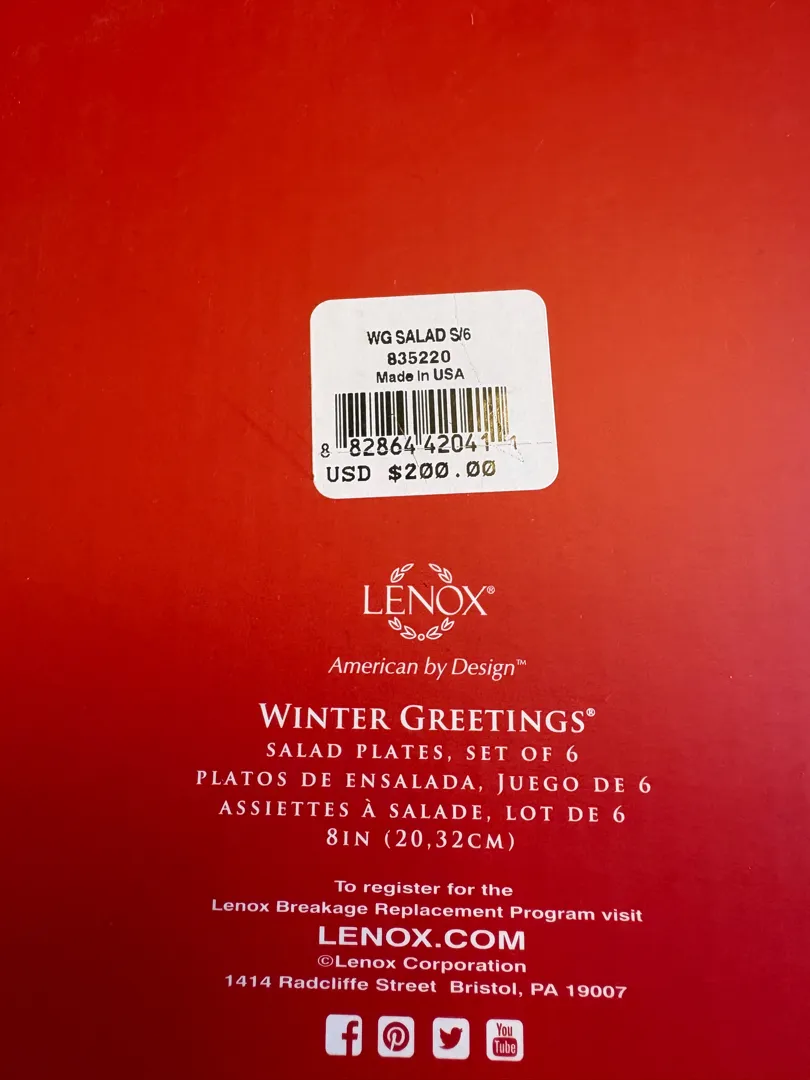 WG SALAD S/6
835220
Made In USA
8 82864 42041 1
USD $200.00
LENOX®
American by Design™
WINTER GREETINGS®
SALAD PLATES, SET OF 6
PLATOS DE ENSALADA, JUEGO DE 6
ASSIETTES À SALADE, LOT DE 6
8IN (20,32CM)
To register for the
Lenox Breakage Replacement Program visit
LENOX.COM
©Lenox Corporation
1414 Radcliffe Street Bristol, PA 19007
You
Tube